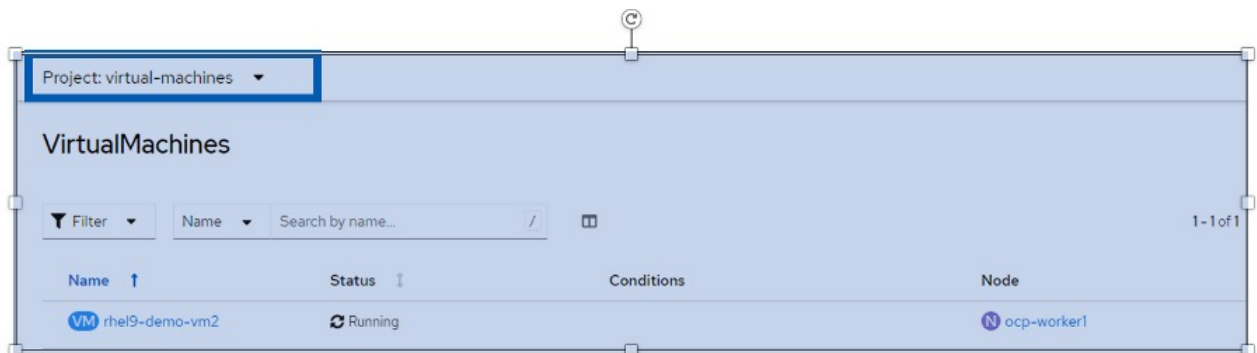 Project: virtual-machines
VirtualMachines
Filter Name Search by name... / 1-1 of 1
Name Status Conditions Node
VM rhel9-demo-vm2 Running N ocp-worker1